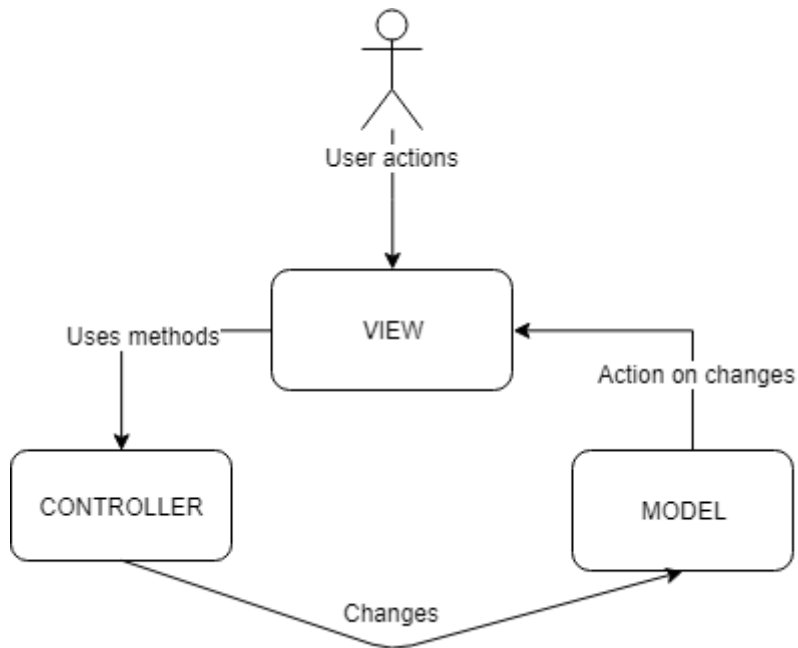 User actions
VIEW
Uses methods
Action on changes
CONTROLLER
MODEL
Changes